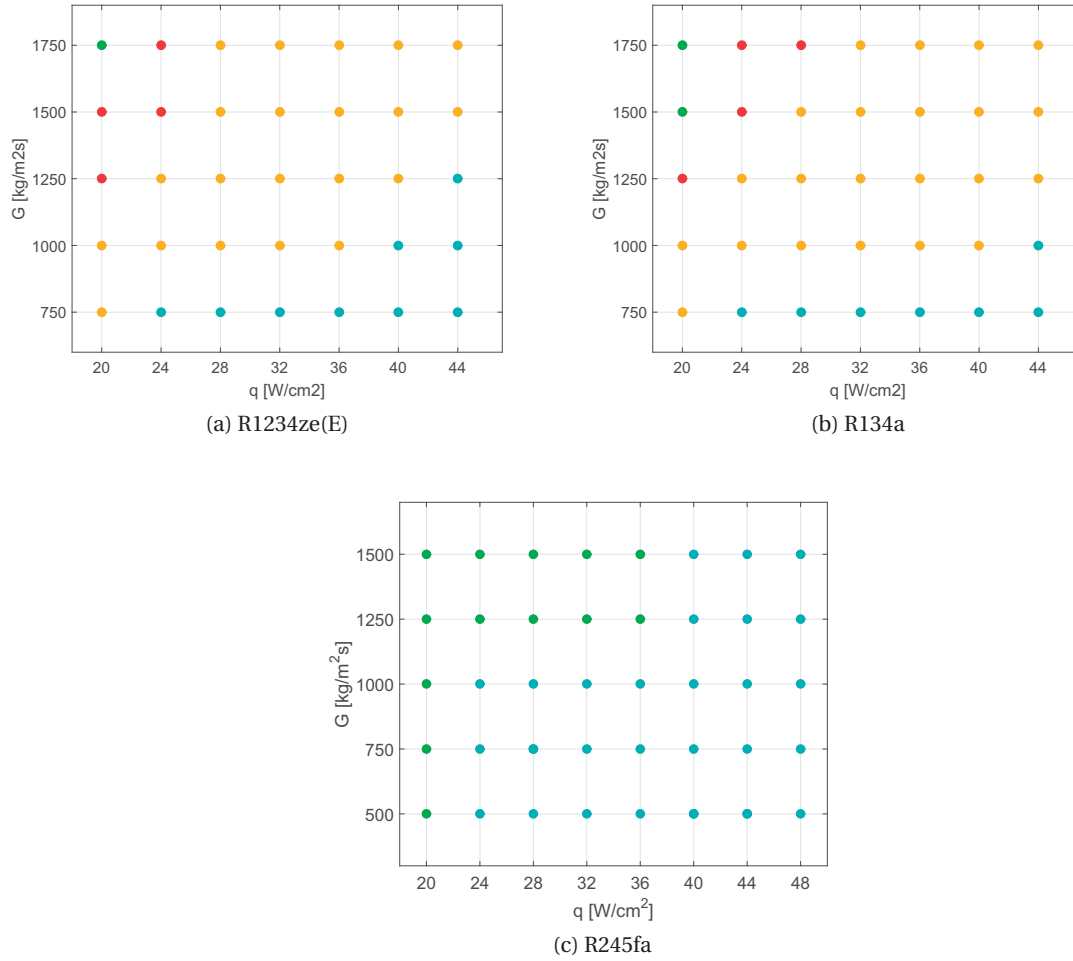 1750
1500
1250
1000
750
G [kg/m2s]
20 24 28 32 36 40 44
q [W/cm2]
(a) R1234ze(E)
1750
1500
1250
1000
750
G [kg/m2s]
20 24 28 32 36 40 44
q [W/cm2]
(b) R134a
1500
1250
1000
750
500
G [kg/m²s]
20 24 28 32 36 40 44 48
q [W/cm²]
(c) R245fa